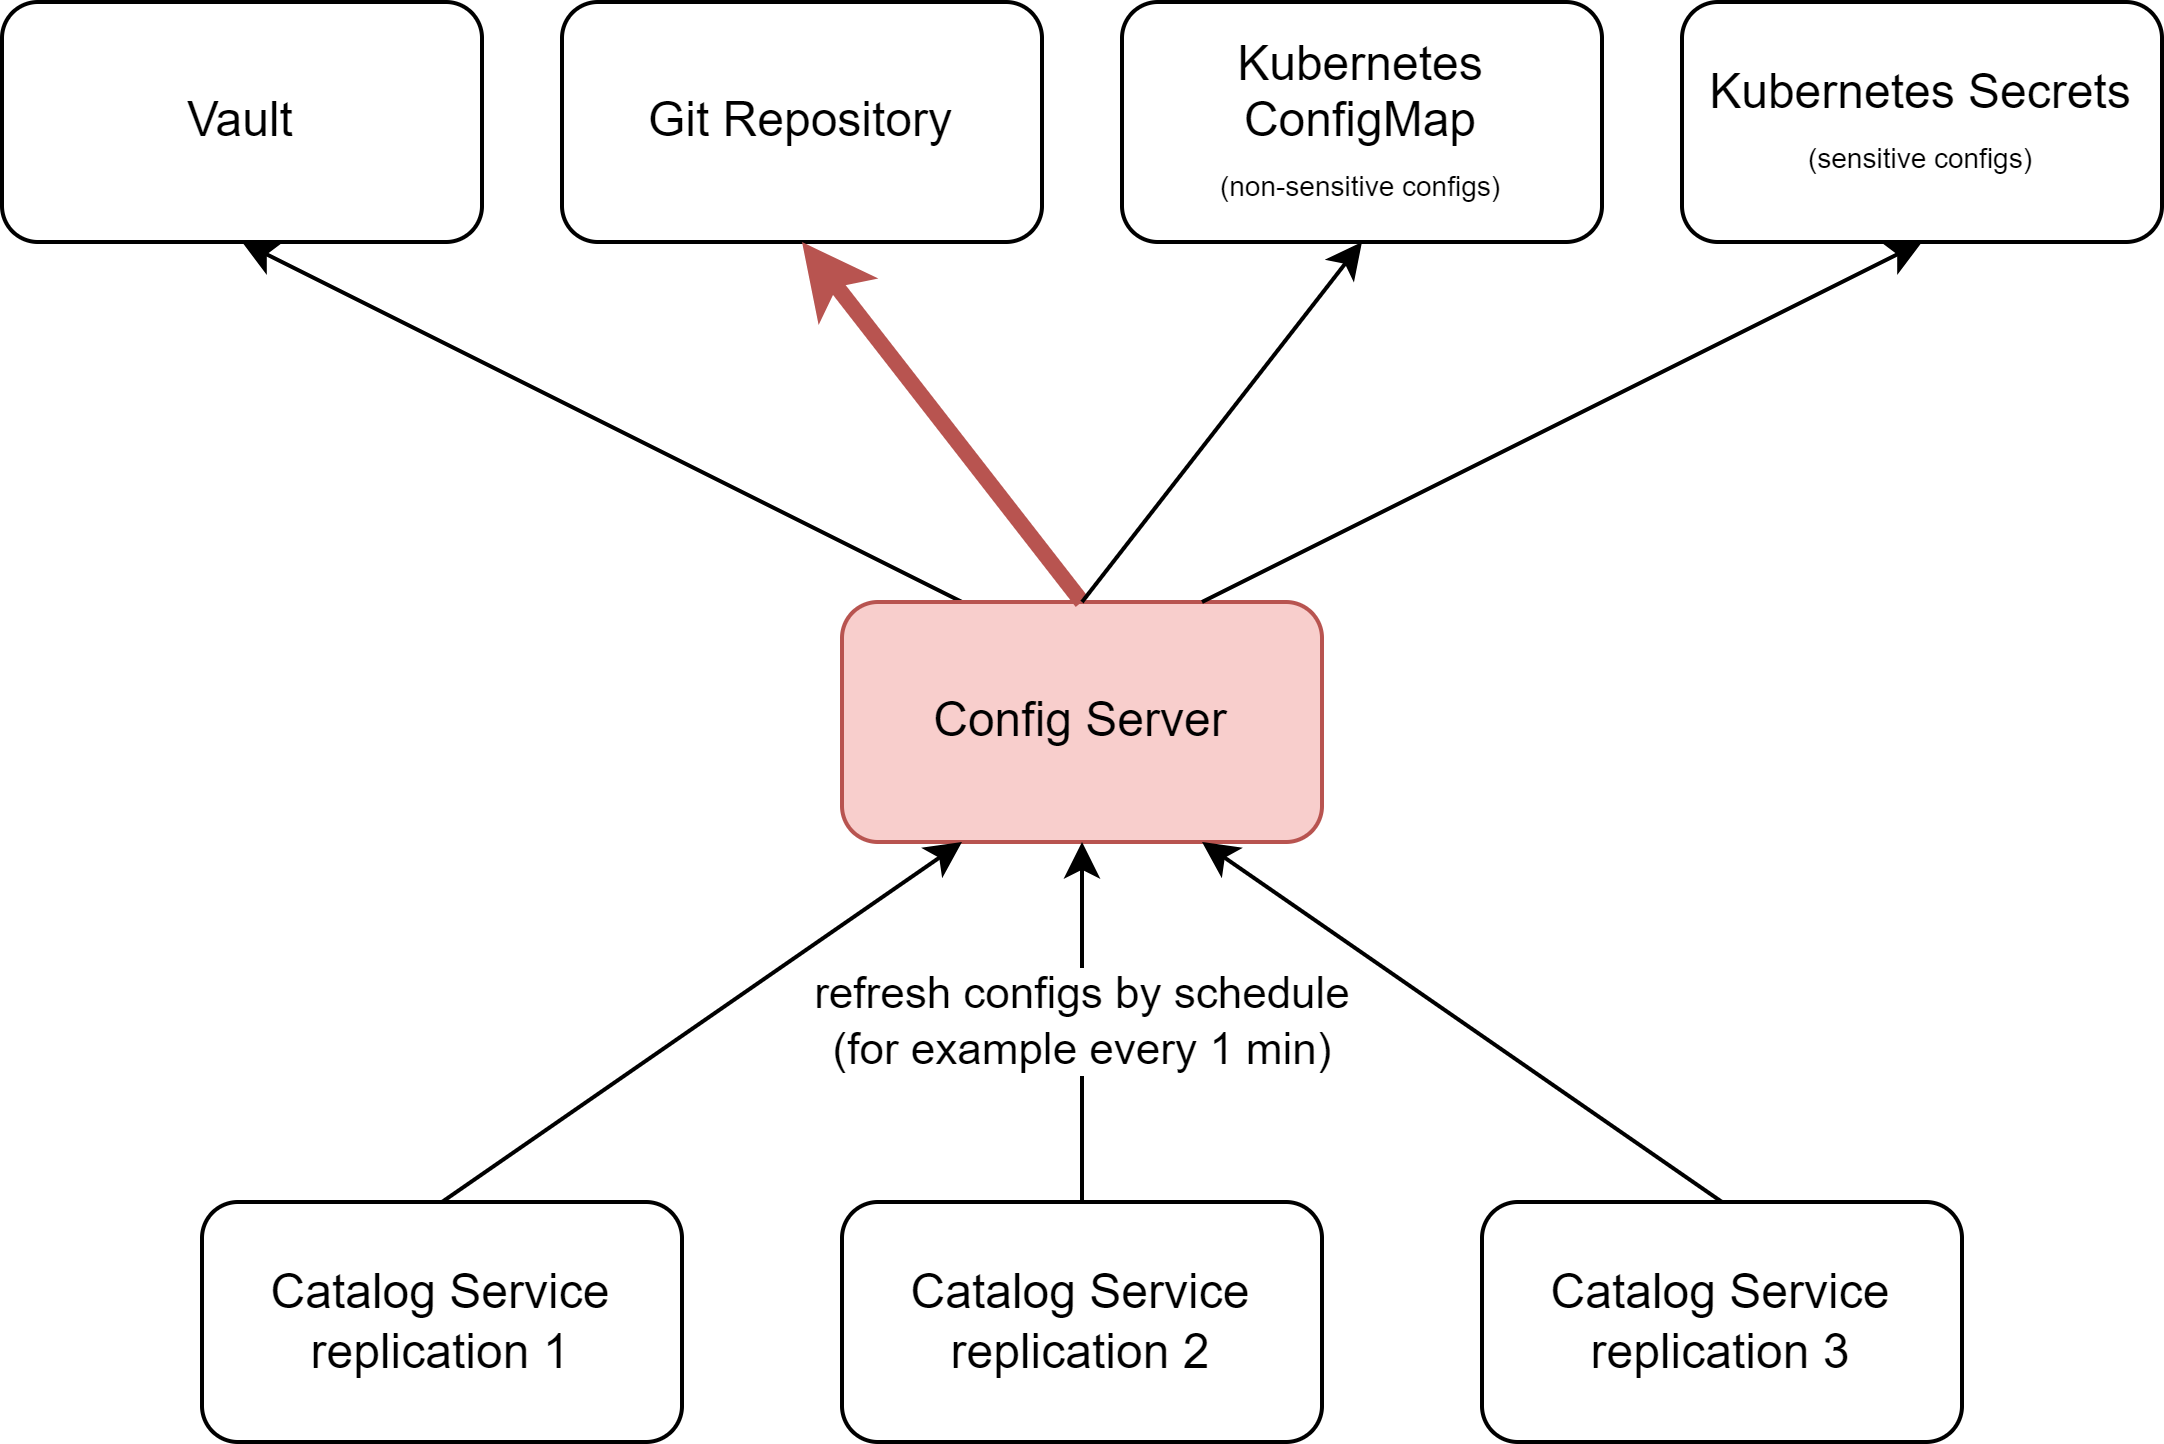 Vault
Git Repository
Kubernetes
ConfigMap
(non-sensitive configs)
Kubernetes Secrets
(sensitive configs)
Config Server
refresh configs by schedule
(for example every 1 min)
Catalog Service
replication 1
Catalog Service
replication 2
Catalog Service
replication 3